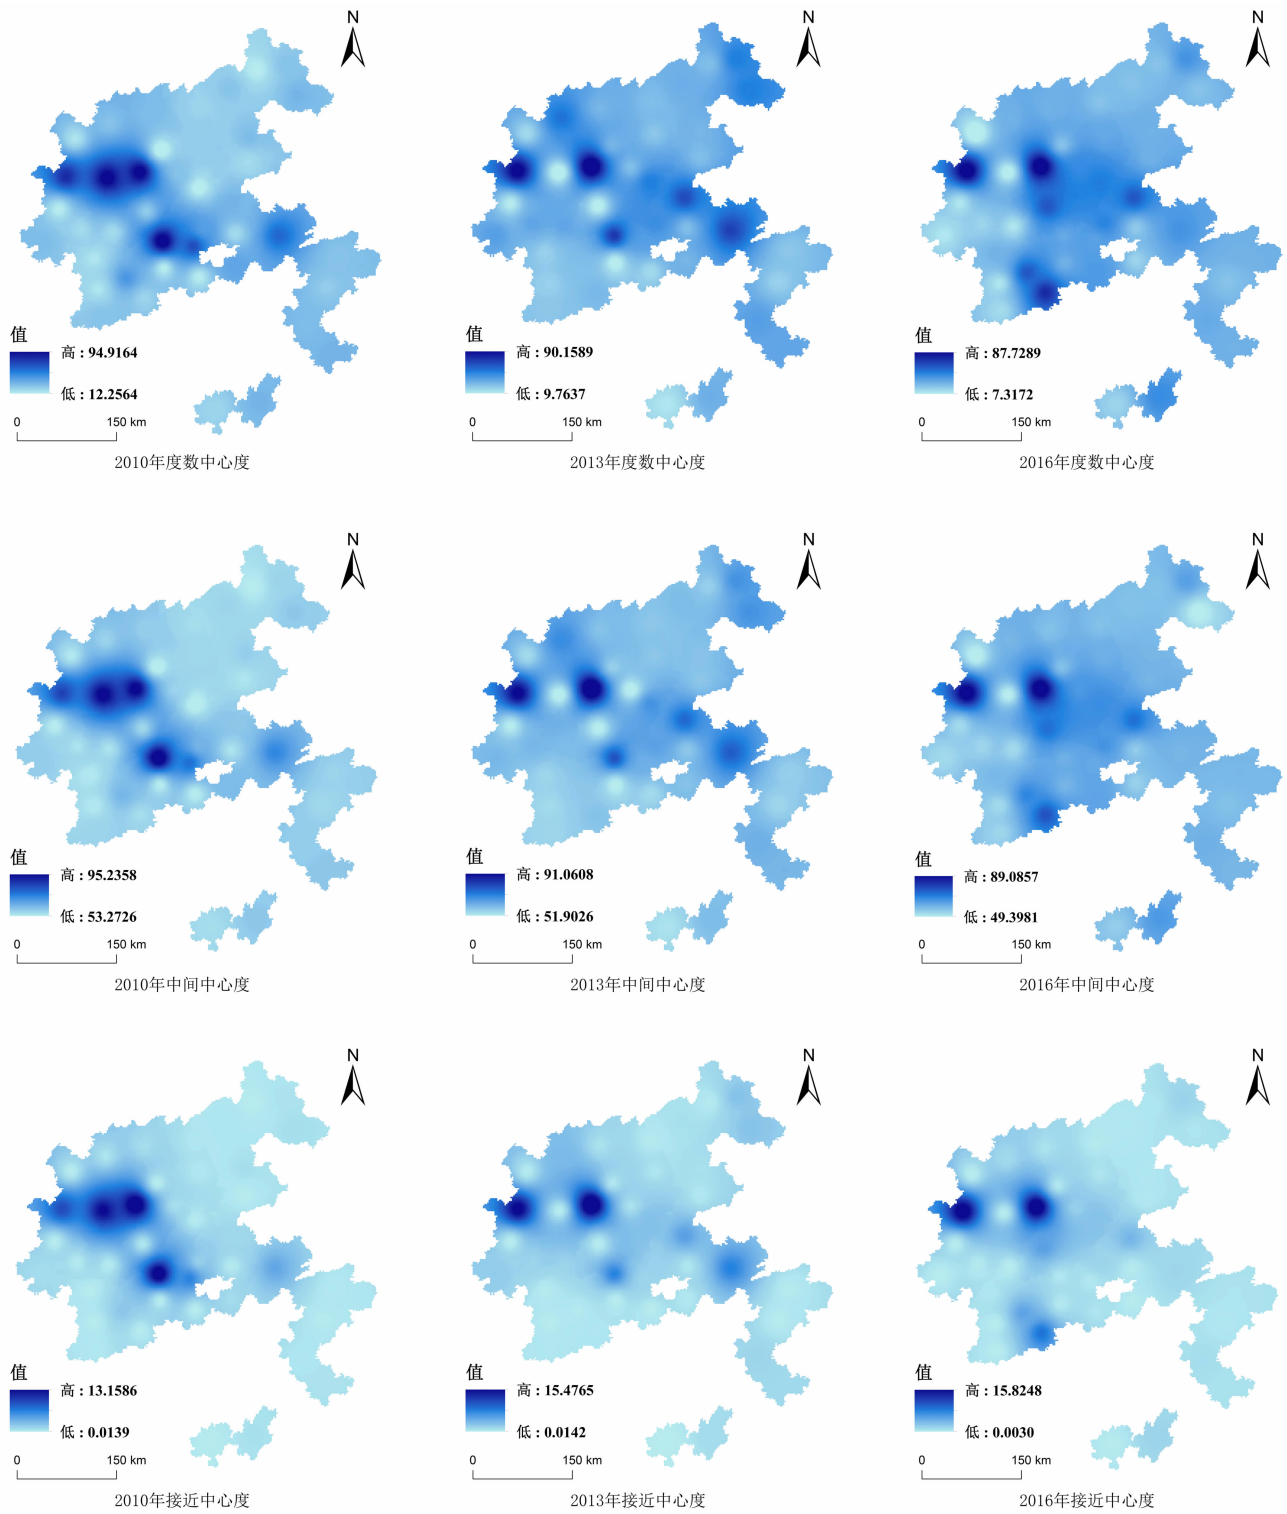 N
值
高 : 94.9164
低 : 12.2564
0 150 km
2010年度数中心度
N
值
高 : 90.1589
低 : 9.7637
0 150 km
2013年度数中心度
N
值
高 : 87.7289
低 : 7.3172
0 150 km
2016年度数中心度
N
值
高 : 95.2358
低 : 53.2726
0 150 km
2010年中间中心度
N
值
高 : 91.0608
低 : 51.9026
0 150 km
2013年中间中心度
N
值
高 : 89.0857
低 : 49.3981
0 150 km
2016年中间中心度
N
值
高 : 13.1586
低 : 0.0139
0 150 km
2010年接近中心度
N
值
高 : 15.4765
低 : 0.0142
0 150 km
2013年接近中心度
N
值
高 : 15.8248
低 : 0.0030
0 150 km
2016年接近中心度